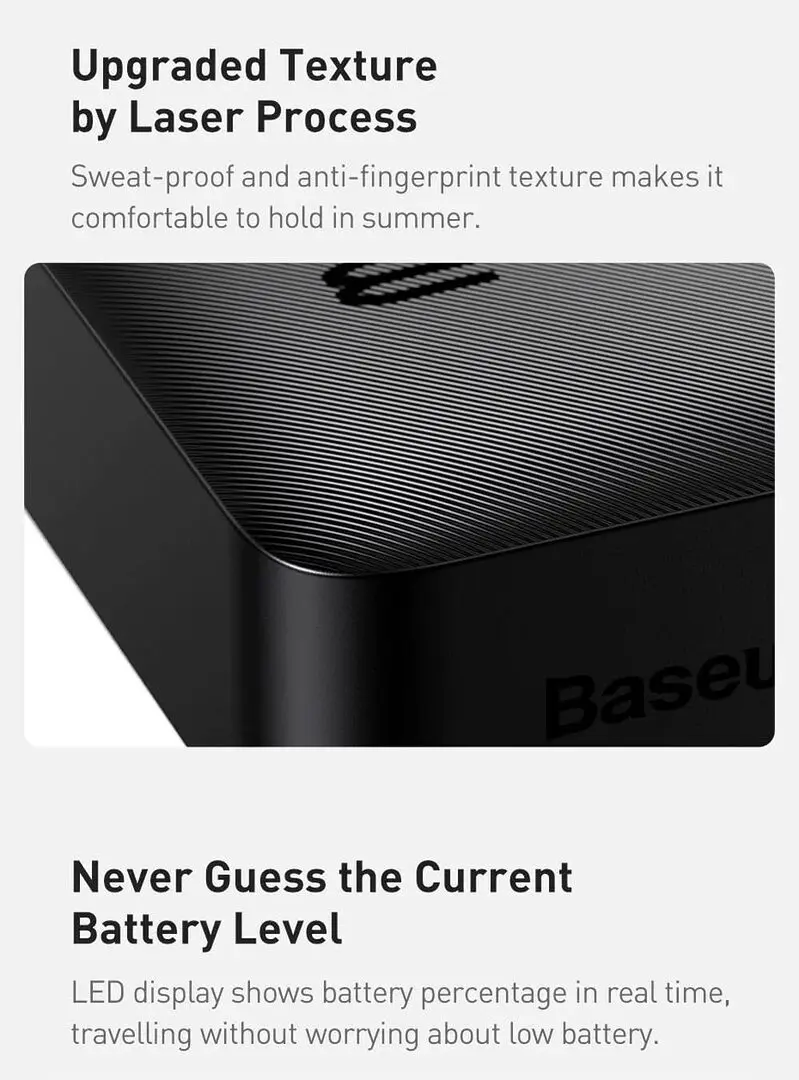 Upgraded Texture
by Laser Process
Sweat-proof and anti-fingerprint texture makes it
comfortable to hold in summer.
Baseu
Never Guess the Current
Battery Level
LED display shows battery percentage in real time,
travelling without worrying about low battery.